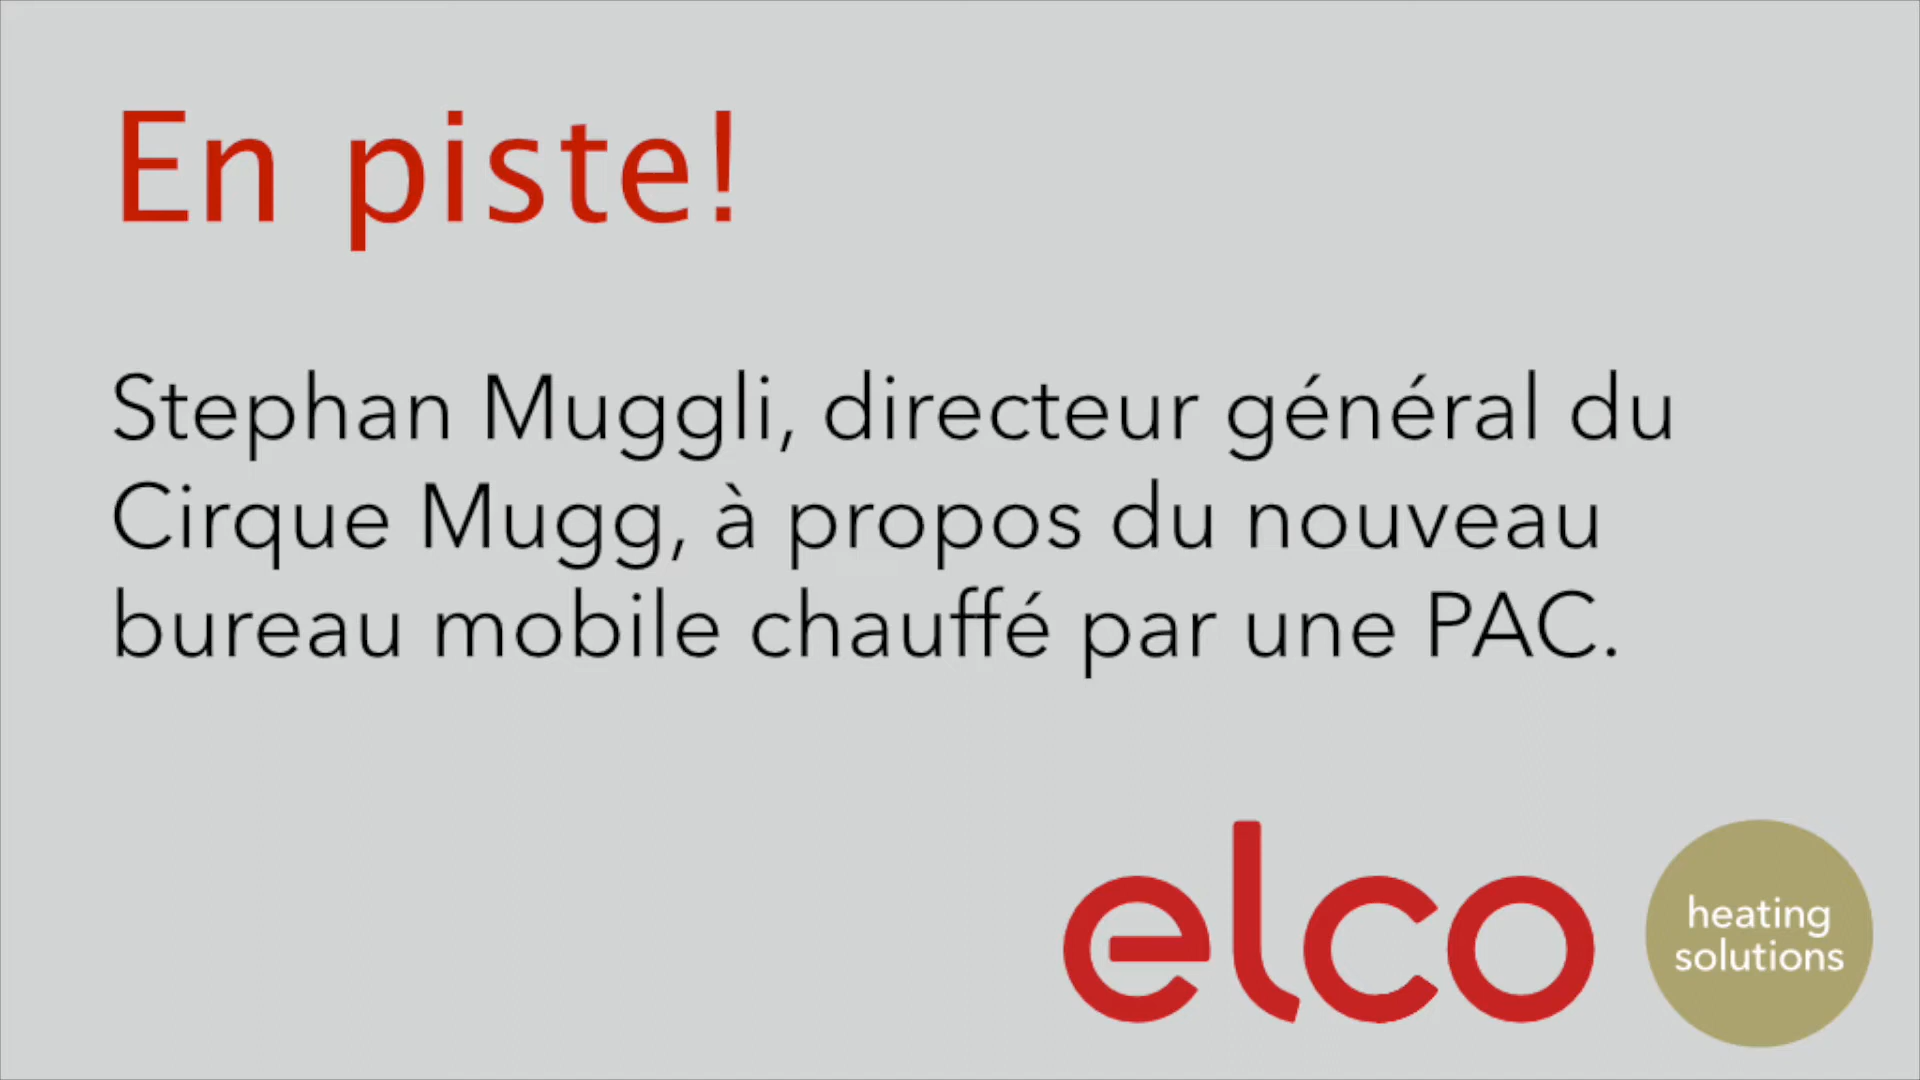 En piste!
Stephan Muggli, directeur général du
Cirque Mugg, à propos du nouveau
bureau mobile chauffé par une PAC.
elco
heating
solutions